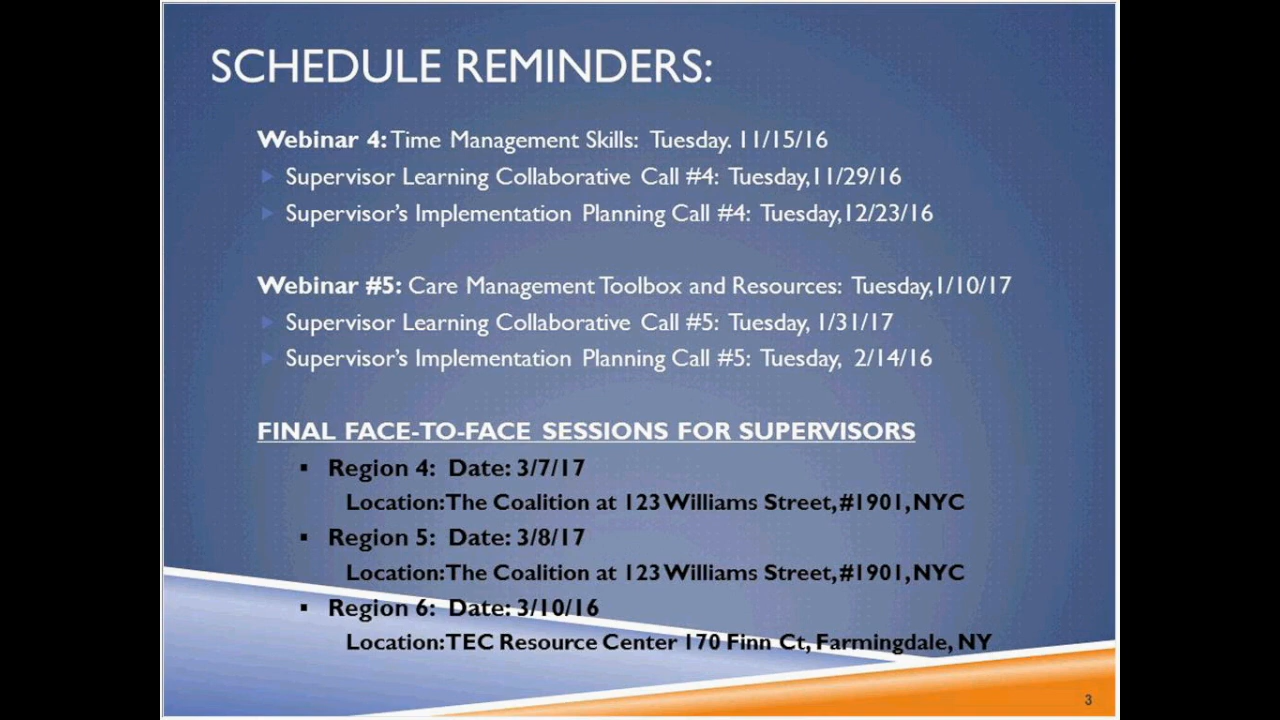 SCHEDULE REMINDERS:
Webinar 4: Time Management Skills: Tuesday. 11/15/16
Supervisor Learning Collaborative Call #4: Tuesday,11/29/16
Supervisor’s Implementation Planning Call #4: Tuesday,12/23/16
Webinar #5: Care Management Toolbox and Resources: Tuesday,1/10/17
Supervisor Learning Collaborative Call #5: Tuesday, 1/31/17
Supervisor’s Implementation Planning Call #5: Tuesday, 2/14/16
FINAL FACE-TO-FACE SESSIONS FOR SUPERVISORS
Region 4: Date: 3/7/17
Location: The Coalition at 123 Williams Street, #1901, NYC
Region 5: Date: 3/8/17
Location: The Coalition at 123 Williams Street, #1901, NYC
Region 6: Date: 3/10/16
Location: TEC Resource Center 170 Finn Ct, Farmingdale, NY
3